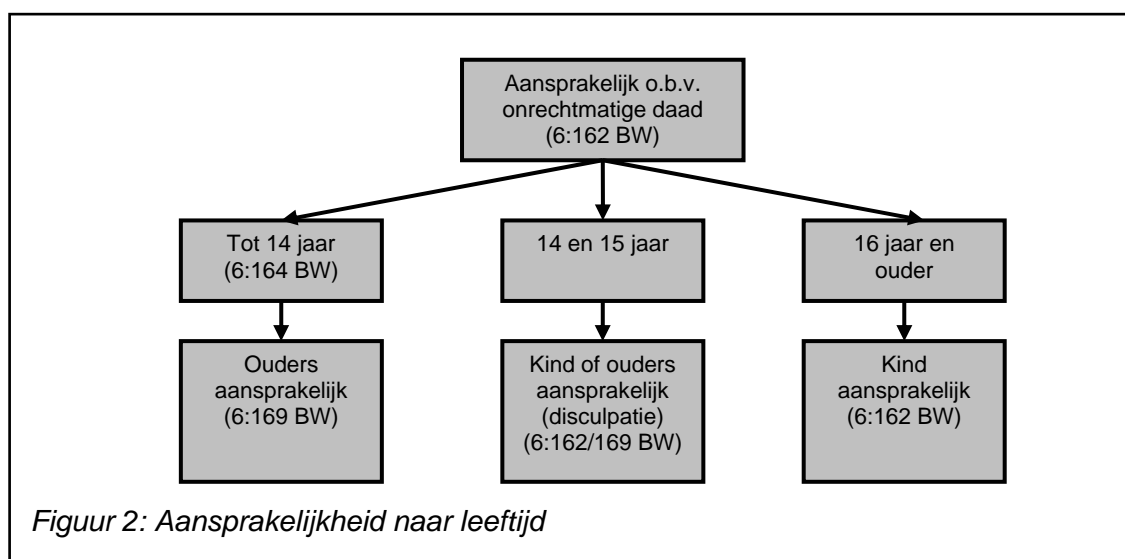 Aansprakelijk o.b.v.
onrechtmatige daad
(6:162 BW)
Tot 14 jaar
(6:164 BW)
14 en 15 jaar
16 jaar en
ouder
Ouders
aansprakelijk
(6:169 BW)
Kind of ouders
aansprakelijk
(disculpatie)
(6:162/169 BW)
Kind
aansprakelijk
(6:162 BW)
Figuur 2: Aansprakelijkheid naar leeftijd